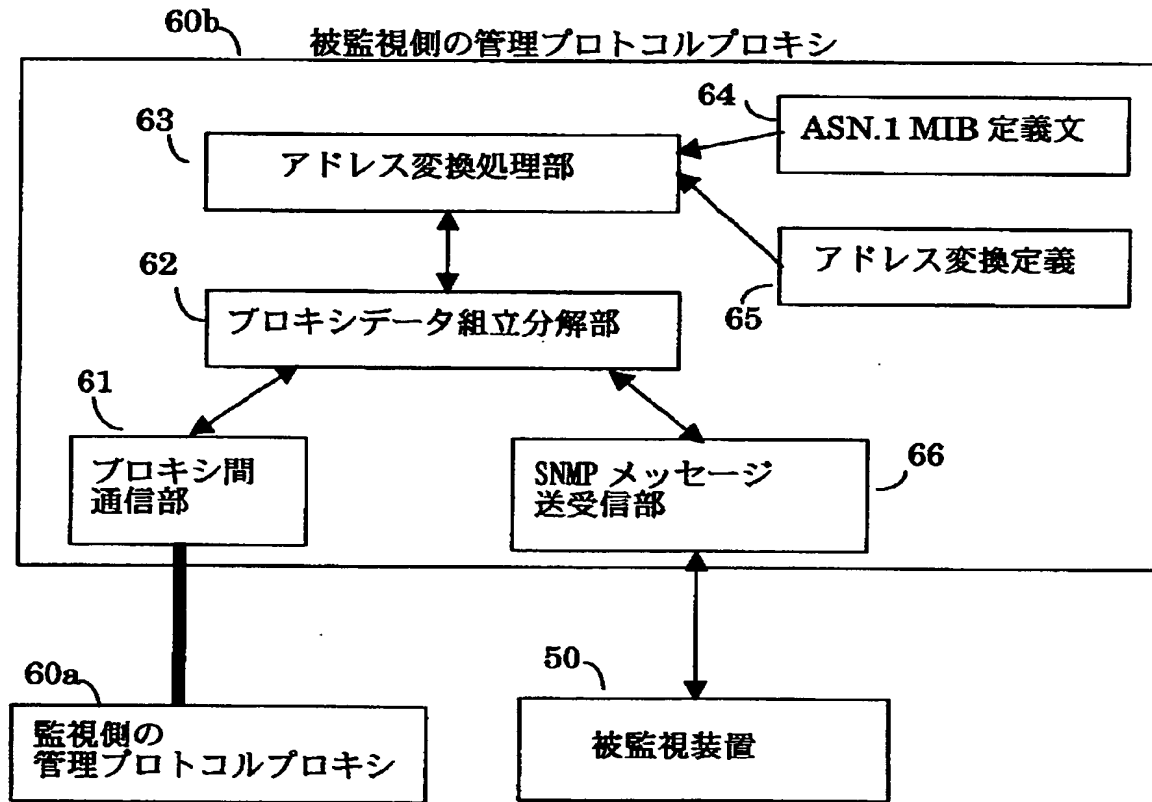 60b
被監視側の管理プロトコルプロキシ
64
ASN.1 MIB 定義文
63
アドレス変換処理部
アドレス変換定義
65
62
プロキシデータ組立分解部
61
プロキシ間
通信部
SNMP メッセージ
送受信部
66
60a
監視側の
管理プロトコルプロキシ
50
被監視装置